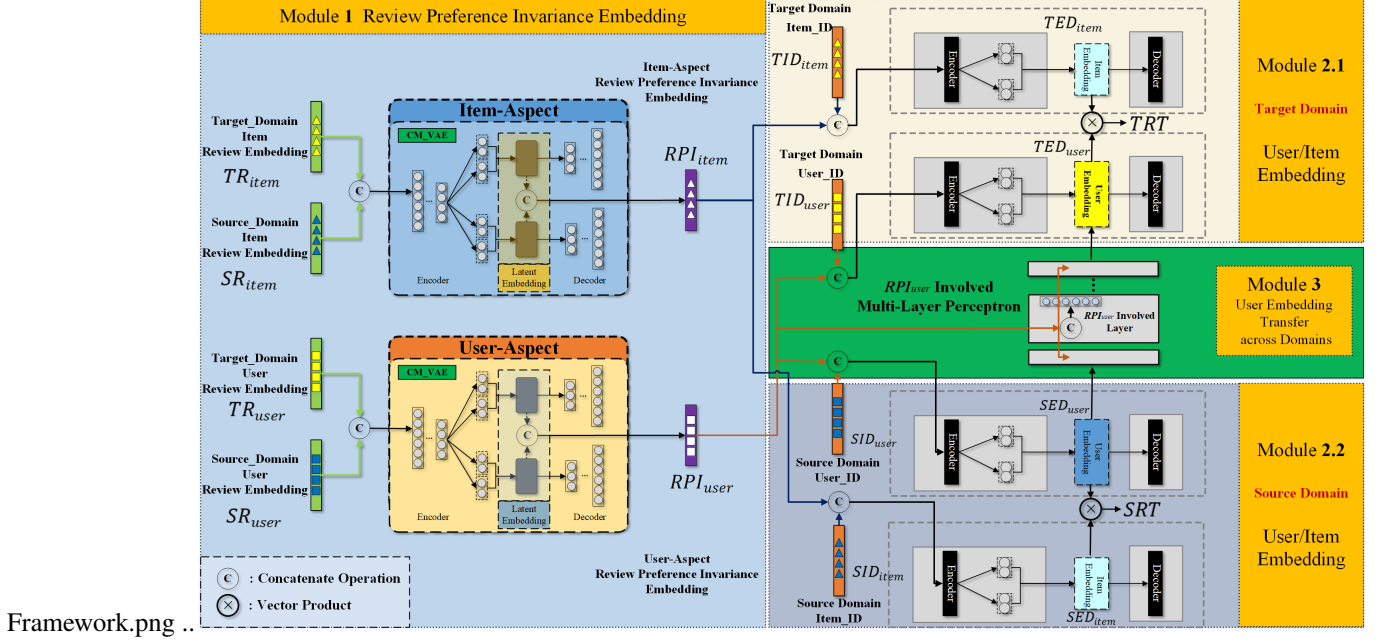 Module 1 Review Preference Invariance Embedding
Target_Domain
Item
Review Embedding
TR_item
Source_Domain
Item
Review Embedding
SR_item
Item-Aspect
CM_VAE
Encoder
Latent
Embedding
Decoder
Item-Aspect
Review Preference Invariance
Embedding
RPI_item
Target_Domain
User
Review Embedding
TR_user
Source_Domain
User
Review Embedding
SR_user
User-Aspect
CM_VAE
Encoder
Latent
Embedding
Decoder
RPI_user
User-Aspect
Review Preference Invariance
Embedding
C
C
C
C
C : Concatenate Operation
× : Vector Product
Target Domain
Item_ID
TID_item
C
TED_item
Encoder
Item
Embedding
Decoder
× TRT
Target Domain
User_ID
TID_user
C
TED_user
Encoder
User
Embedding
Decoder
Module 2.1
Target Domain
User/Item
Embedding
RPI_user Involved
Multi-Layer Perceptron
RPI_user Involved
Layer
C
Module 3
User Embedding
Transfer
across Domains
C
SID_user
Source Domain
User_ID
SED_user
Encoder
User
Embedding
Decoder
× SRT
C
SID_item
Source Domain
Item_ID
Encoder
Item
Embedding
Decoder
SED_item
Module 2.2
Source Domain
User/Item
Embedding
Framework.png ..